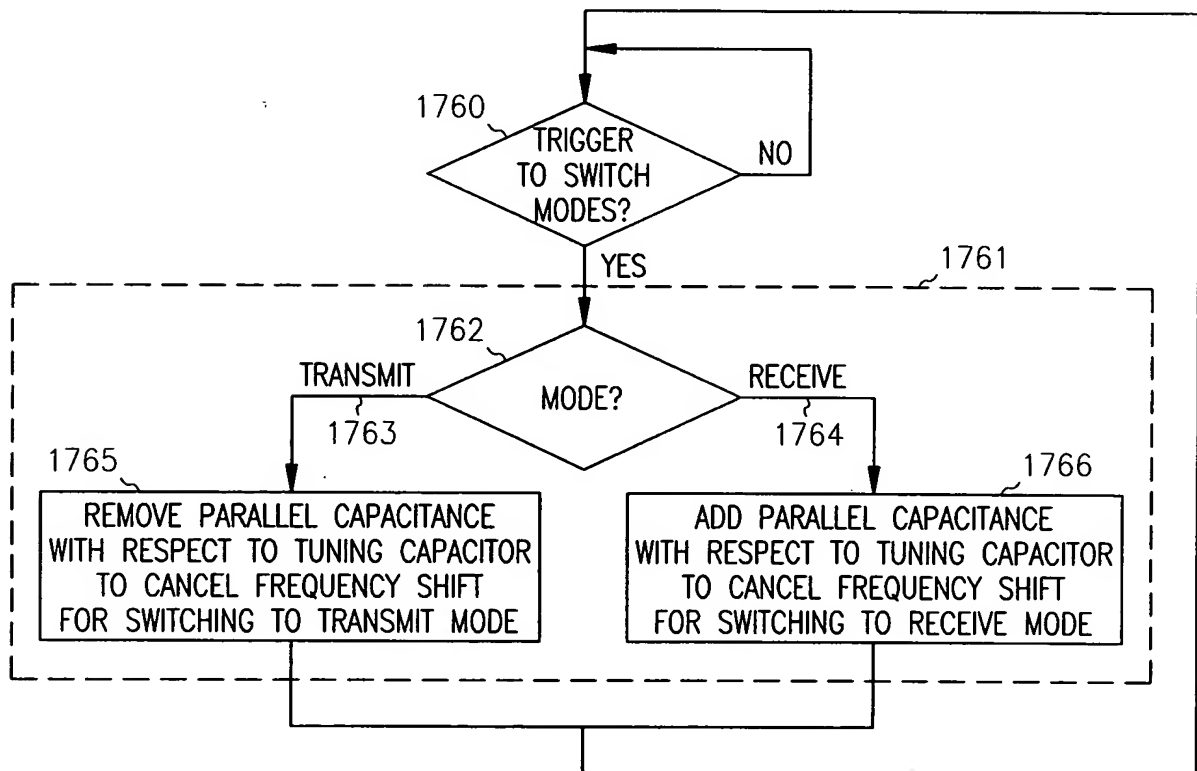 1760
TRIGGER
TO SWITCH
MODES?
NO
YES
1761
1762
TRANSMIT
RECEIVE
MODE?
1763
1764
1765
1766
REMOVE PARALLEL CAPACITANCE
WITH RESPECT TO TUNING CAPACITOR
TO CANCEL FREQUENCY SHIFT
FOR SWITCHING TO TRANSMIT MODE
ADD PARALLEL CAPACITANCE
WITH RESPECT TO TUNING CAPACITOR
TO CANCEL FREQUENCY SHIFT
FOR SWITCHING TO RECEIVE MODE